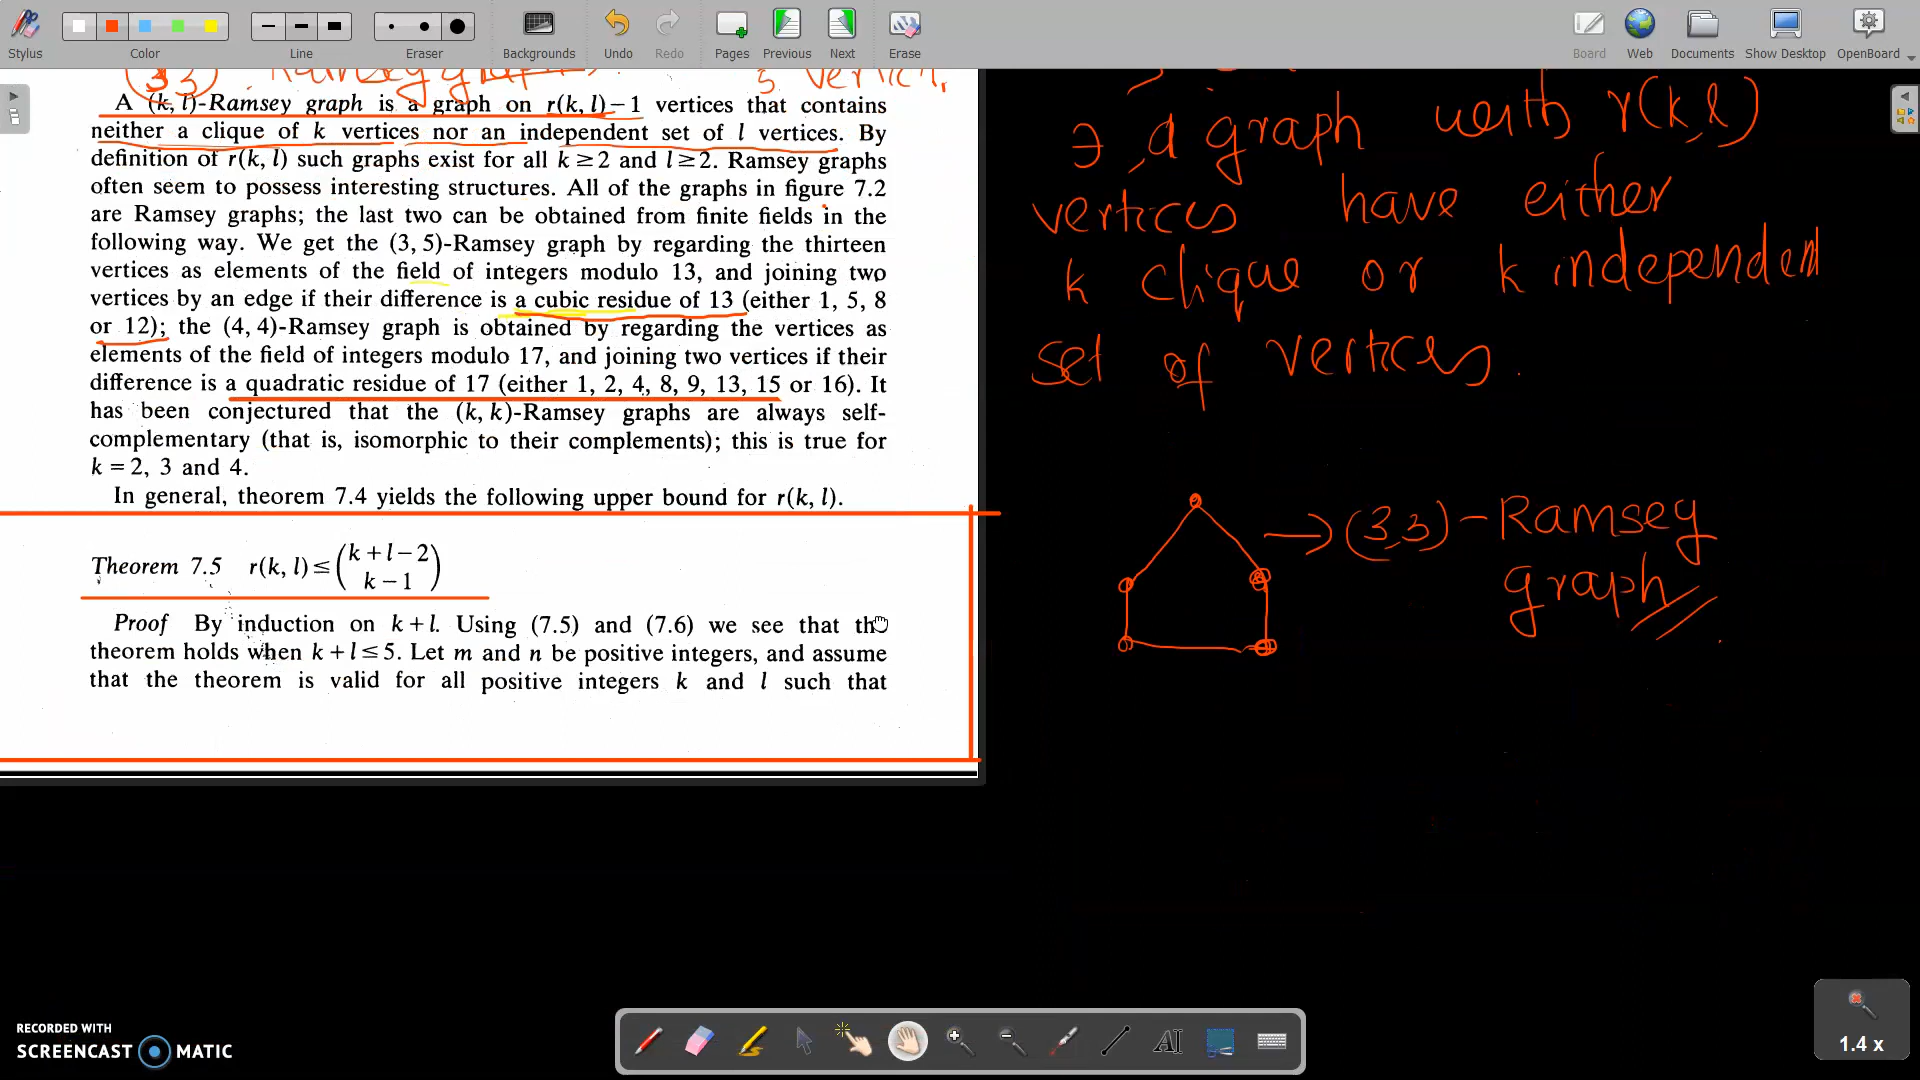 Stylus
Color
Line
Eraser
Backgrounds
Undo
Redo
Pages
Previous
Next
Erase
Board
Web
Documents
Show Desktop
OpenBoard
(3,3) Ramsey graph 5 vertices
A (k, l)-Ramsey graph is a graph on r(k, l)−1 vertices that contains
neither a clique of k vertices nor an independent set of l vertices. By
definition of r(k, l) such graphs exist for all k ≥ 2 and l ≥ 2. Ramsey graphs
often seem to possess interesting structures. All of the graphs in figure 7.2
are Ramsey graphs; the last two can be obtained from finite fields in the
following way. We get the (3, 5)-Ramsey graph by regarding the thirteen
vertices as elements of the field of integers modulo 13, and joining two
vertices by an edge if their difference is a cubic residue of 13 (either 1, 5, 8
or 12); the (4, 4)-Ramsey graph is obtained by regarding the vertices as
elements of the field of integers modulo 17, and joining two vertices if their
difference is a quadratic residue of 17 (either 1, 2, 4, 8, 9, 13, 15 or 16). It
has been conjectured that the (k, k)-Ramsey graphs are always self-
complementary (that is, isomorphic to their complements); this is true for
k = 2, 3 and 4.
In general, theorem 7.4 yields the following upper bound for r(k, l).
Theorem 7.5 r(k, l) ≤ (k + l − 2
k − 1)
Proof By induction on k + l. Using (7.5) and (7.6) we see that the
theorem holds when k + l ≤ 5. Let m and n be positive integers, and assume
that the theorem is valid for all positive integers k and l such that
∃ a graph with r(k, l)
vertices have either
k clique or k independent
set of vertices.
→ (3,3) - Ramsey
graph
RECORDED WITH
SCREENCAST MATIC
1.4 x